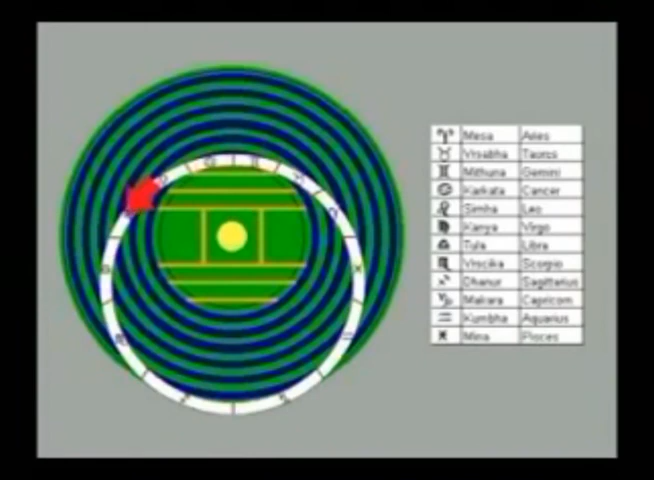 ♈ Mesa Aries
♉ Vrsabha Taurus
♊ Mithuna Gemini
♋ Karkata Cancer
♌ Simha Leo
♍ Kanya Virgo
♎ Tula Libra
♏ Vrscika Scorpio
♐ Dhanur Sagittarius
♑ Makara Capricorn
♒ Kumbha Aquarius
♓ Mina Pisces